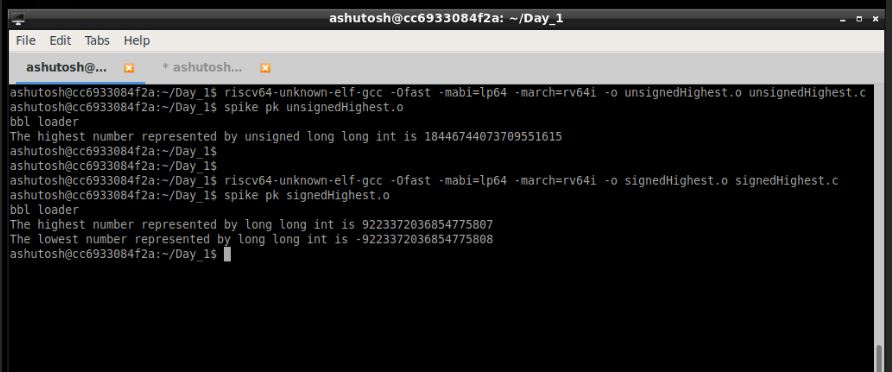 ashutosh@cc6933084f2a: ~/Day_1
File Edit Tabs Help
ashutosh@... * ashutosh...
ashutosh@cc6933084f2a:~/Day_1$ riscv64-unknown-elf-gcc -Ofast -mabi=lp64 -march=rv64i -o unsignedHighest.o unsignedHighest.c
ashutosh@cc6933084f2a:~/Day_1$ spike pk unsignedHighest.o
bbl loader
The highest number represented by unsigned long long int is 18446744073709551615
ashutosh@cc6933084f2a:~/Day_1$
ashutosh@cc6933084f2a:~/Day_1$
ashutosh@cc6933084f2a:~/Day_1$ riscv64-unknown-elf-gcc -Ofast -mabi=lp64 -march=rv64i -o signedHighest.o signedHighest.c
ashutosh@cc6933084f2a:~/Day_1$ spike pk signedHighest.o
bbl loader
The highest number represented by long long int is 9223372036854775807
The lowest number represented by long long int is -9223372036854775808
ashutosh@cc6933084f2a:~/Day_1$